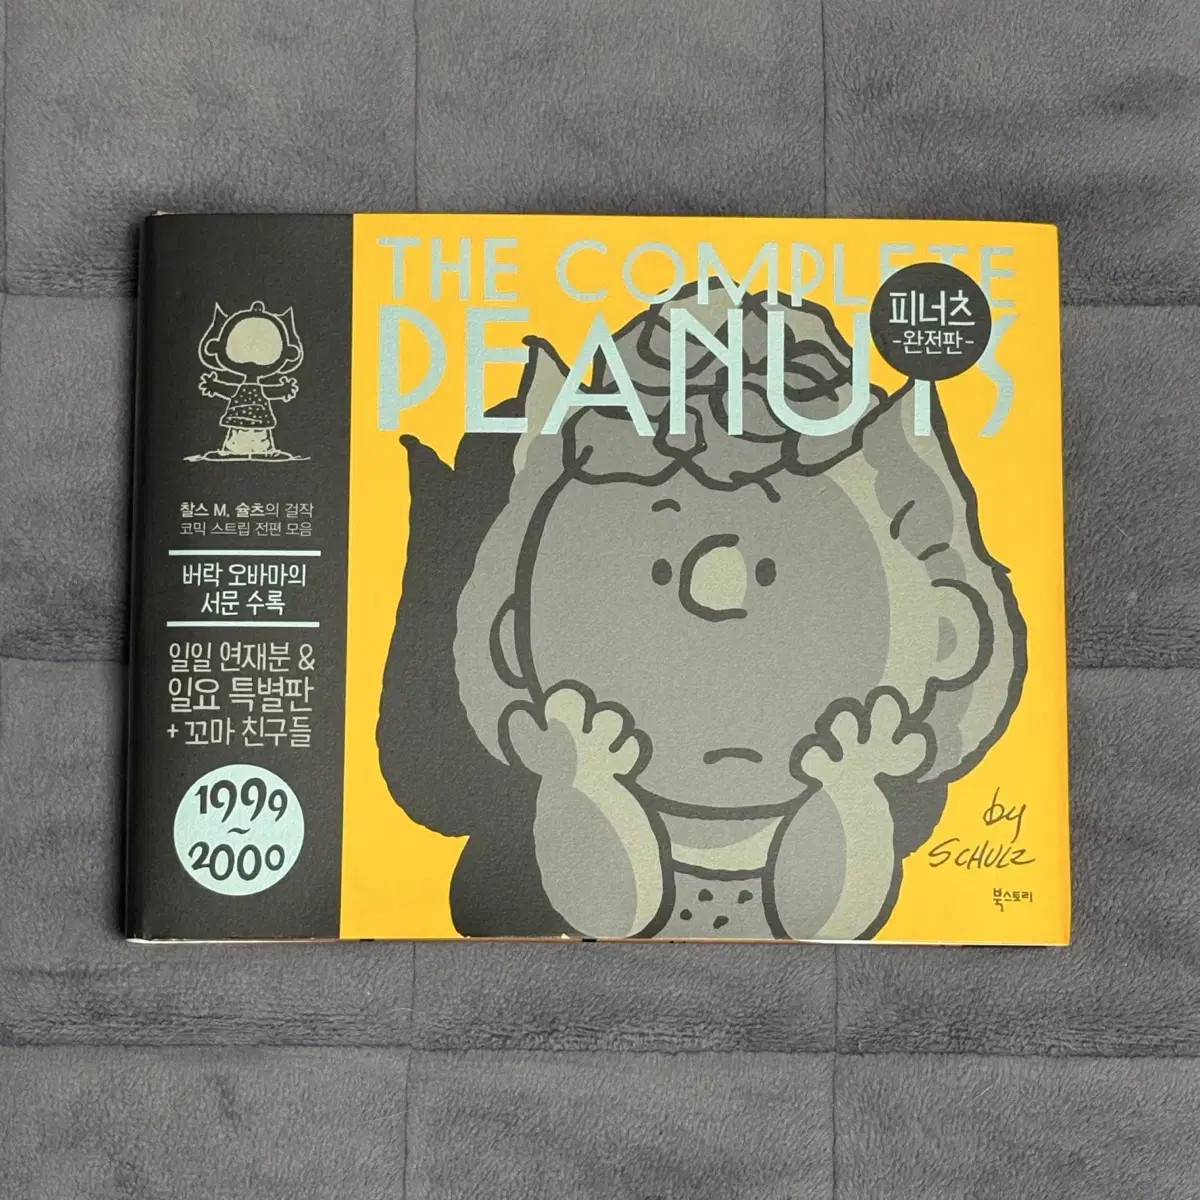 찰스 M. 슐츠의 걸작
코믹 스트립 전편 모음
버락 오바마의
서문 수록
일일 연재분 &
일요 특별판
+ 꼬마 친구들
1999
~
2000
THE COMPLETE
PEANUTS
피너츠
-완전판-
by
SCHULZ
북스토리